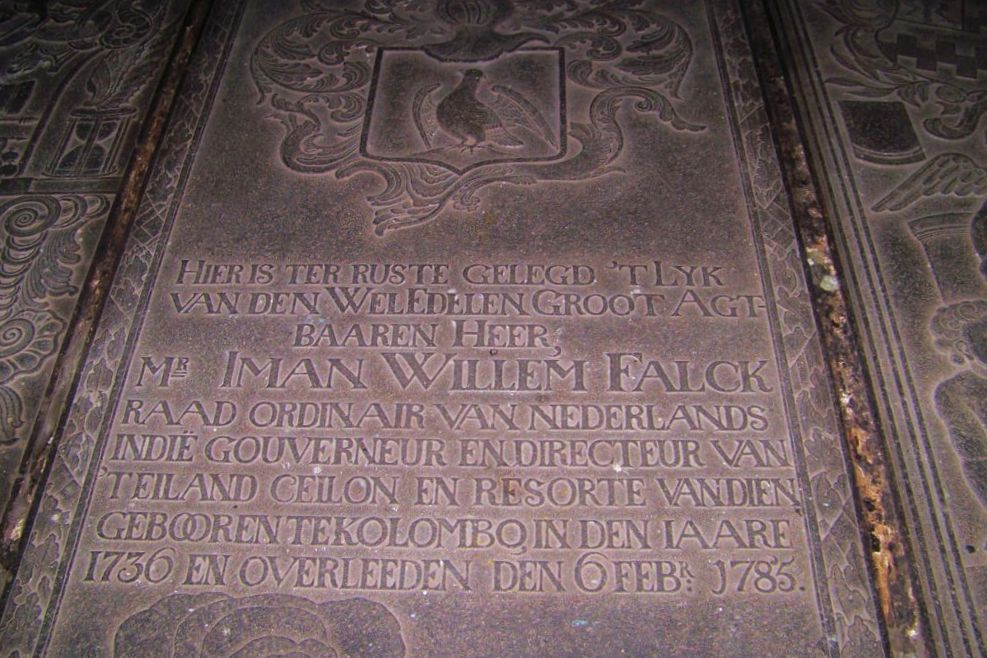 HIER IS TER RUSTE GELEGD 'T LYK
VAN DEN WELEDELEN GROOT AGT-
BAAREN HEER,
MR. IMAN WILLEM FALCK
RAAD ORDINAIR VAN NEDERLANDS
INDIË GOUVERNEUR EN DIRECTEUR VAN
'T EILAND CEILON EN RESORTE VAN DIEN
GEBOOREN TE KOLOMBO IN DEN IAARE
1736 EN OVERLEEDEN DEN 6 FEBR. 1785.